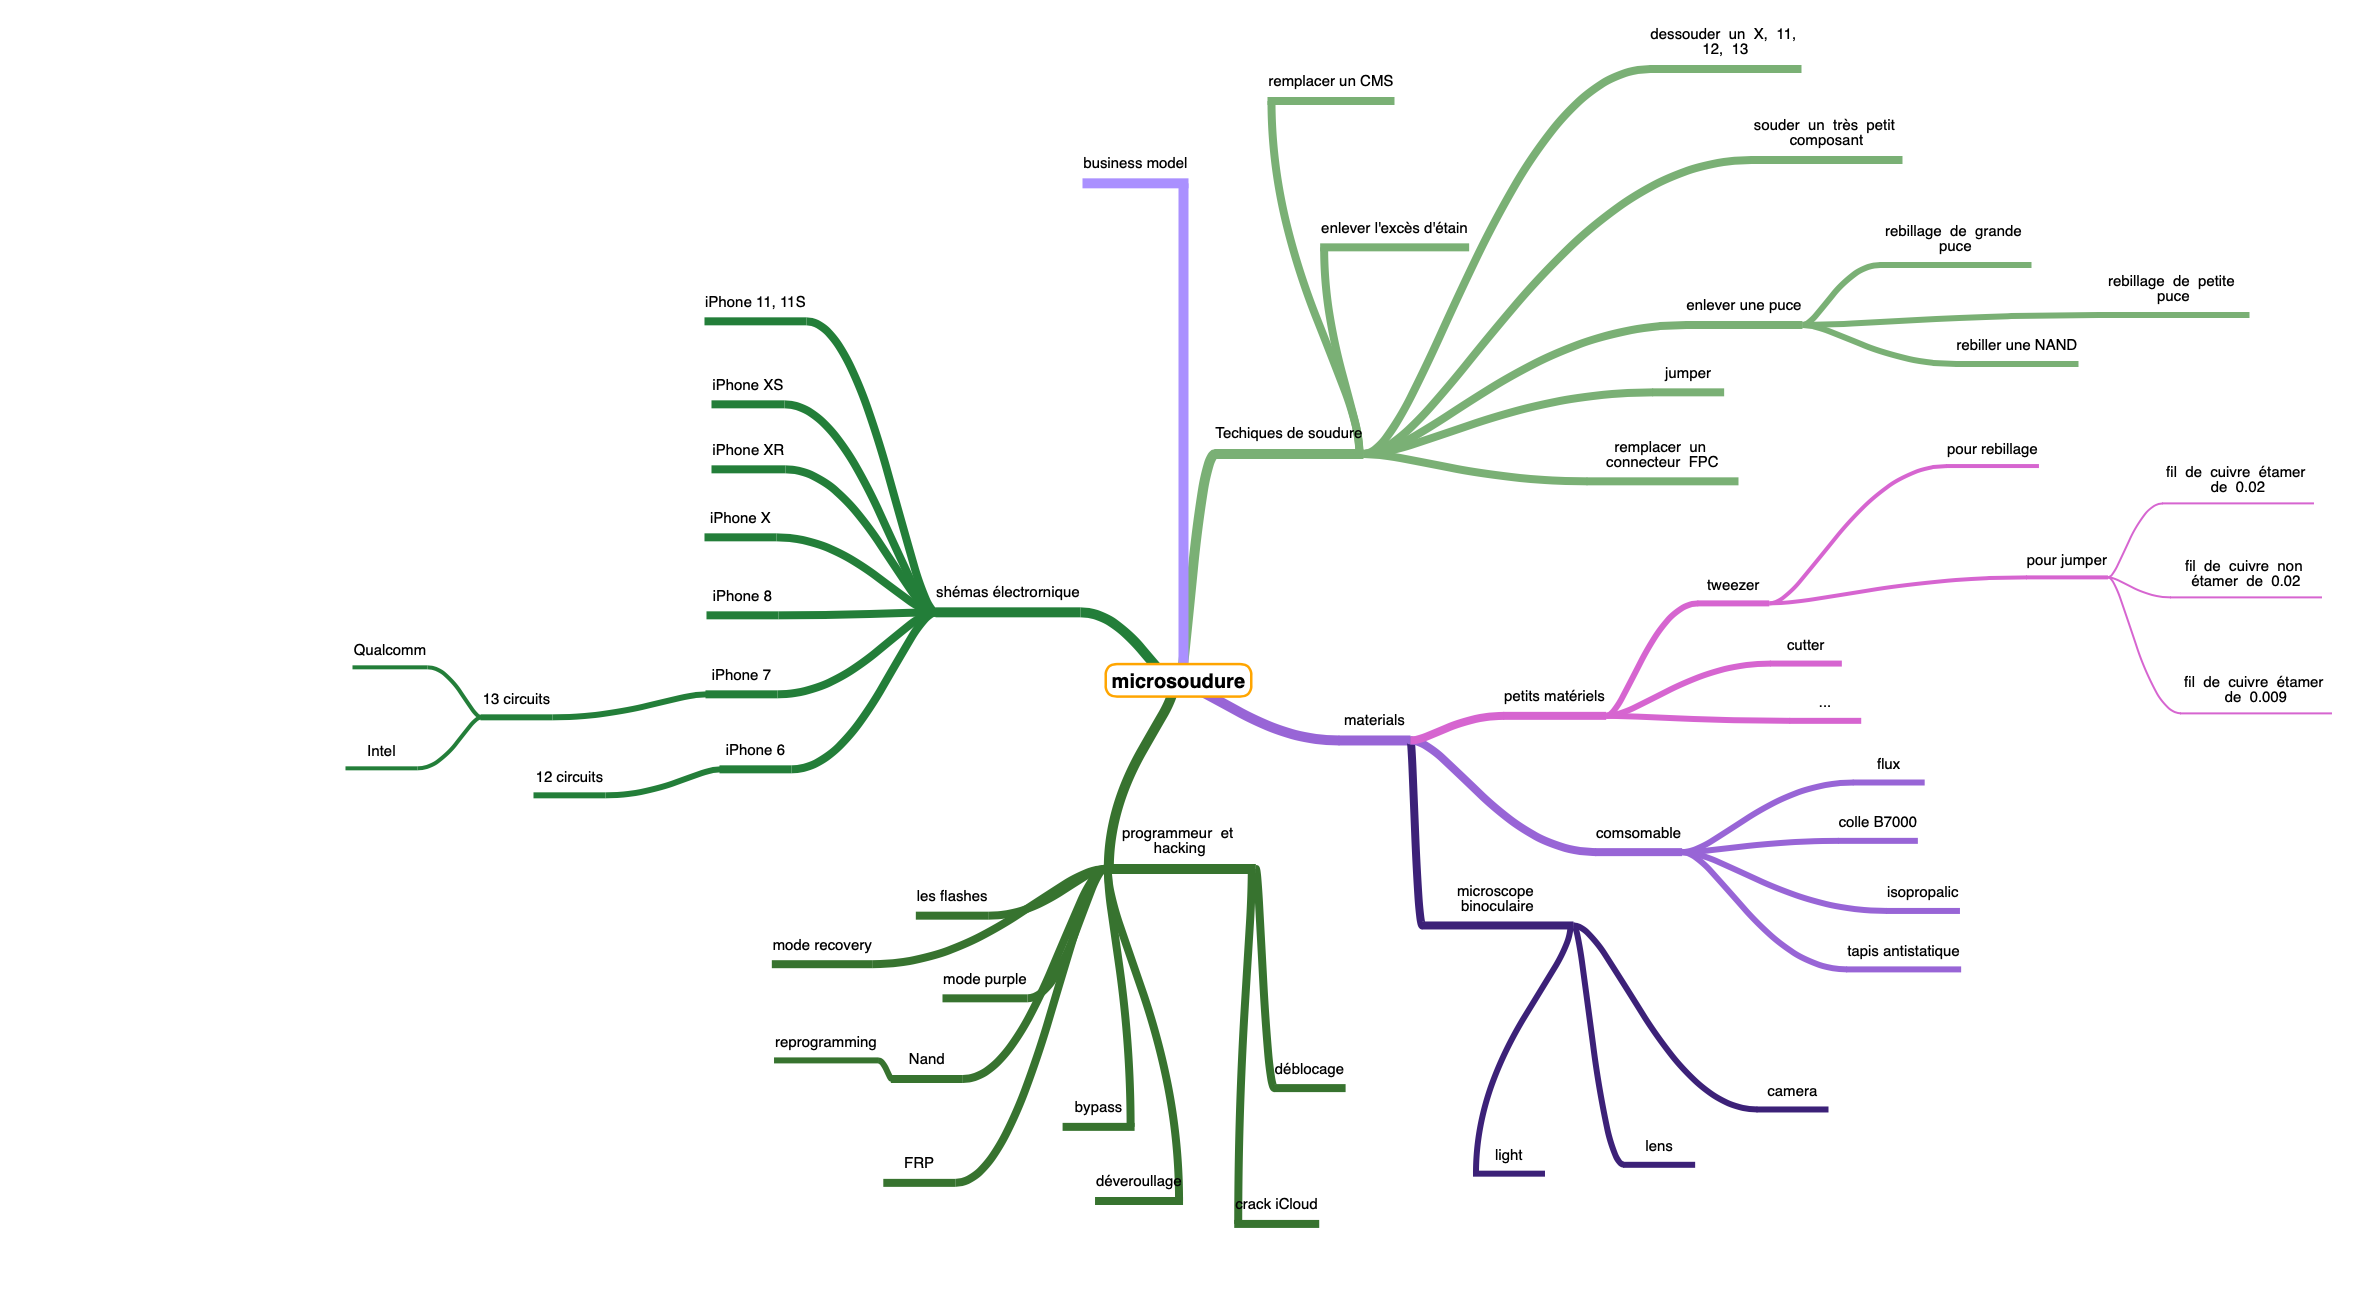 dessouder un X, 11,
12, 13
remplacer un CMS
souder un très petit
composant
business model
enlever l'excès d'étain
rebillage de grande
puce
rebillage de petite
puce
enlever une puce
rebiller une NAND
jumper
Techiques de soudure
remplacer un
connecteur FPC
iPhone 11, 11S
iPhone XS
iPhone XR
iPhone X
iPhone 8
shémas électrornique
Qualcomm
13 circuits
iPhone 7
Intel
12 circuits
iPhone 6
microsoudure
pour rebillage
fil de cuivre étamer
de 0.02
pour jumper
fil de cuivre non
étamer de 0.02
tweezer
cutter
fil de cuivre étamer
de 0.009
petits matériels
...
materials
flux
colle B7000
comsomable
isopropalic
tapis antistatique
microscope
binoculaire
camera
lens
light
programmeur et
hacking
les flashes
mode recovery
mode purple
reprogramming
Nand
bypass
déblocage
FRP
déveroullage
crack iCloud